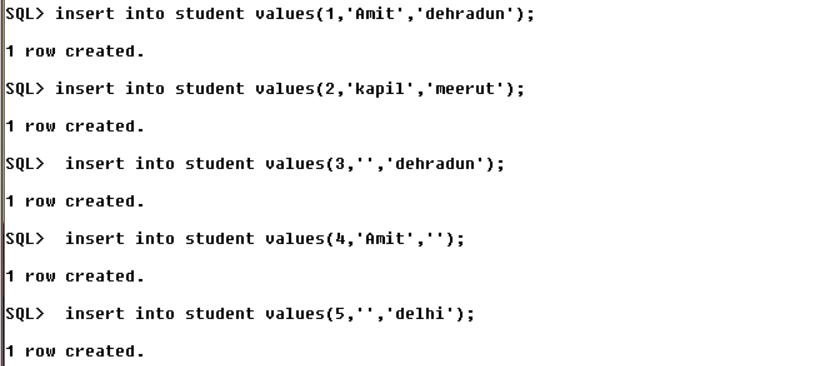 SQL> insert into student values(1,'Amit','dehradun');
1 row created.
SQL> insert into student values(2,'kapil','meerut');
1 row created.
SQL>  insert into student values(3,'','dehradun');
1 row created.
SQL>  insert into student values(4,'Amit','');
1 row created.
SQL>  insert into student values(5,'','delhi');
1 row created.